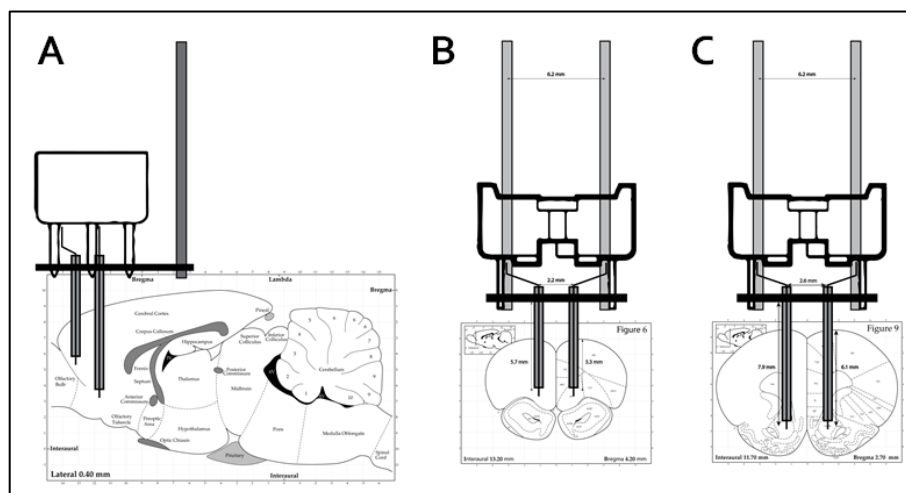 A
B
C
6.2 mm
6.2 mm
2.2 mm
2.8 mm
Bregma
Lambda
Bregma
Cerebral Cortex
Corpus Callosum
Hippocampus
Pineal
Superior
Colliculus
Inferior
Colliculus
Fornix
Septum
Thalamus
Posterior
Commissure
Midbrain
Cerebellum
Olfactory
Bulb
Anterior
Commissure
Olfactory
Tubercle
Preoptic
Area
Hypothalamus
Optic Chiasm
Pons
Medulla Oblongata
Pituitary
Spinal
Cord
Interaural
Interaural
Lateral 0.40 mm
Figure 6
5.7 mm
3.3 mm
Interaural 13.20 mm
Bregma 4.20 mm
Figure 9
7.9 mm
6.1 mm
Interaural 11.70 mm
Bregma 2.70 mm